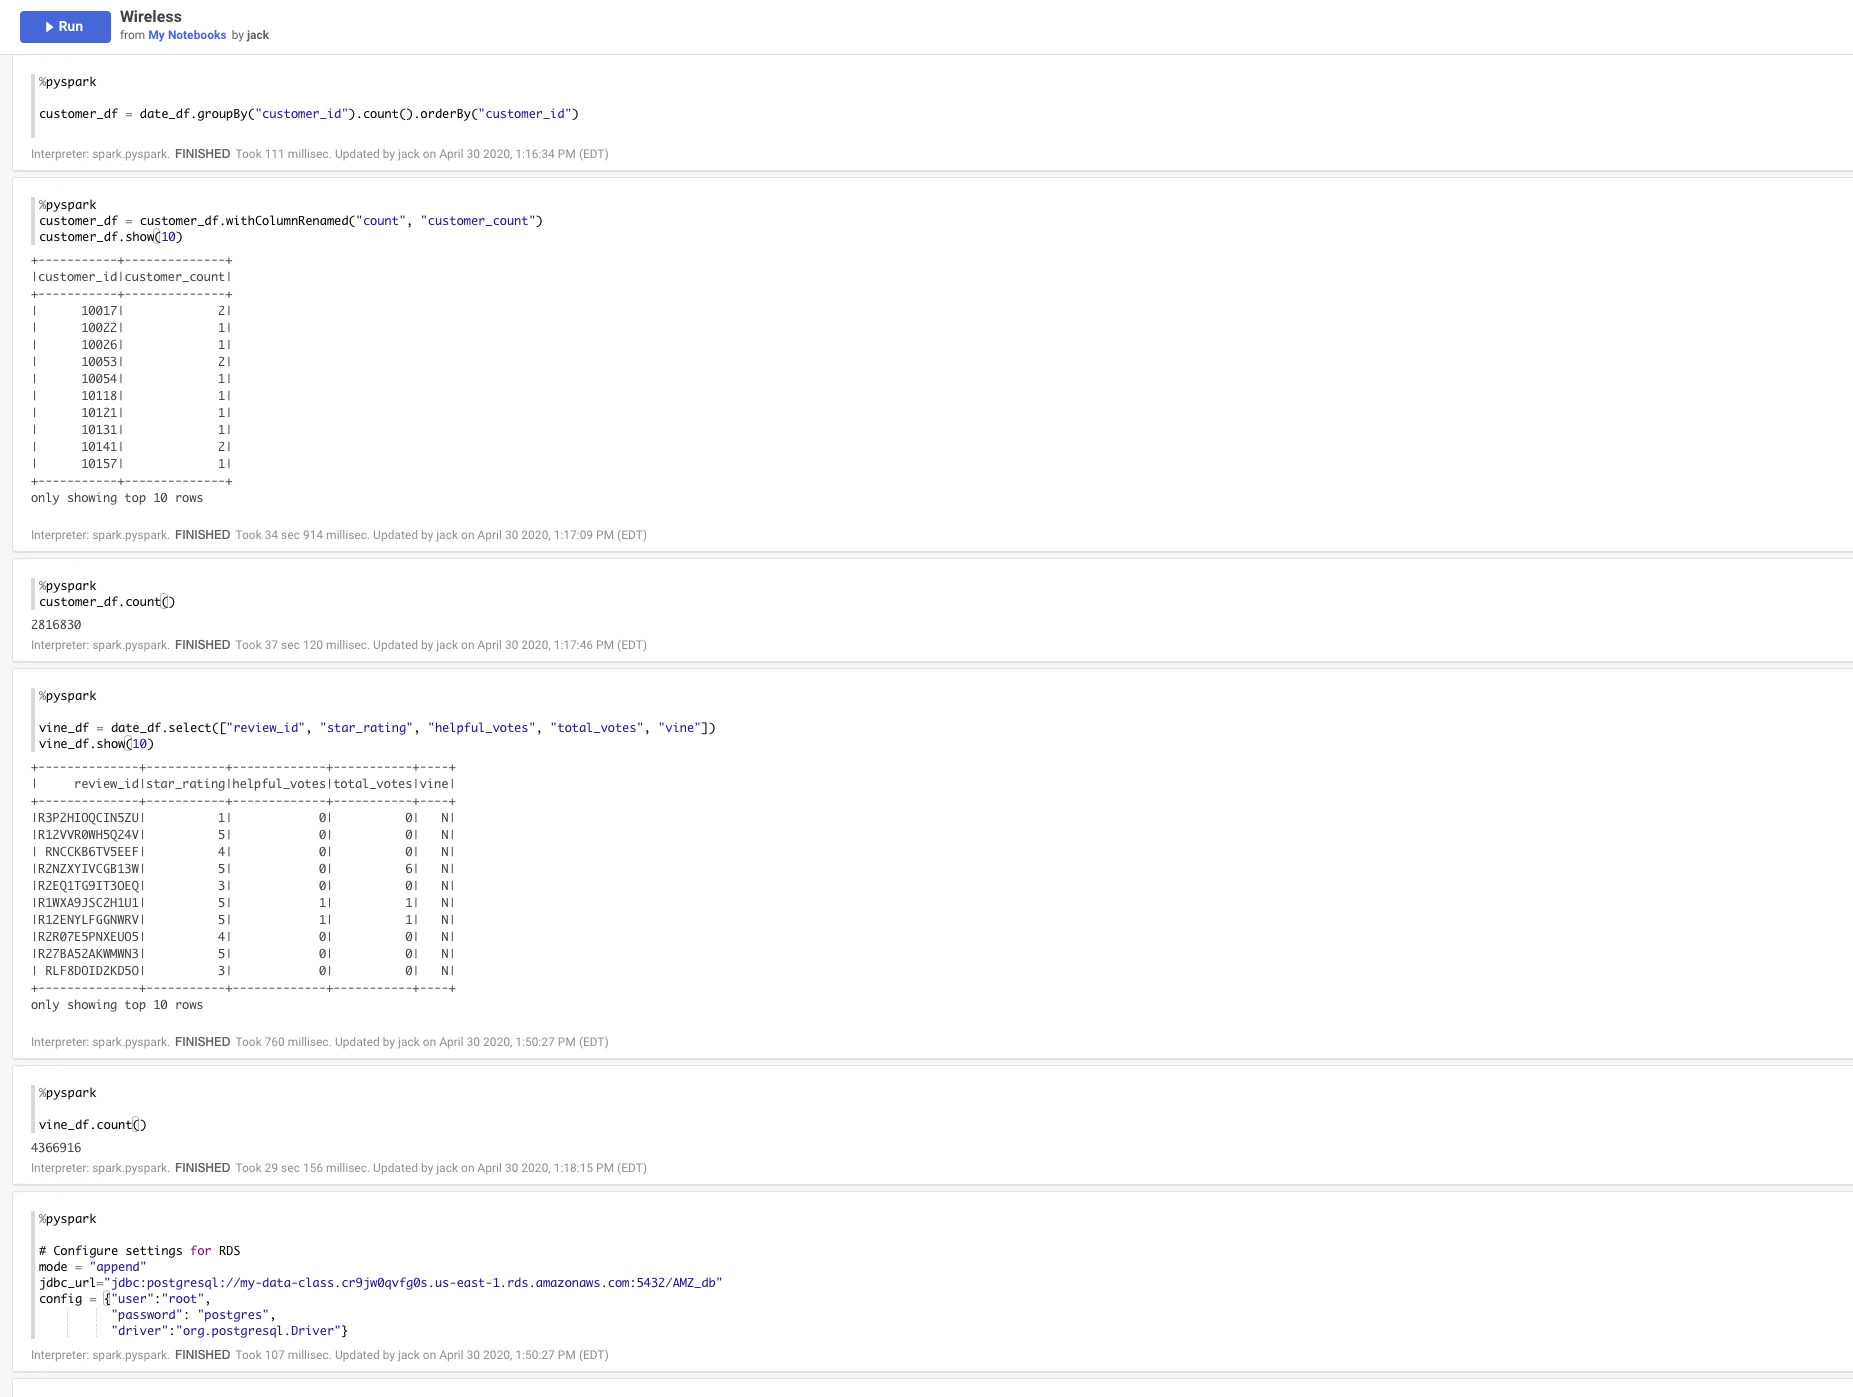 Run
Wireless
from My Notebooks by jack
%pyspark
customer_df = date_df.groupBy("customer_id").count().orderBy("customer_id")
Interpreter: spark.pyspark. FINISHED Took 111 millisec. Updated by jack on April 30 2020, 1:16:34 PM (EDT)
%pyspark
customer_df = customer_df.withColumnRenamed("count", "customer_count")
customer_df.show(10)
+-----------+--------------+
|customer_id|customer_count|
+-----------+--------------+
|      10017|             2|
|      10022|             1|
|      10026|             1|
|      10053|             2|
|      10054|             1|
|      10118|             1|
|      10121|             1|
|      10131|             1|
|      10141|             2|
|      10157|             1|
+-----------+--------------+
only showing top 10 rows
Interpreter: spark.pyspark. FINISHED Took 34 sec 914 millisec. Updated by jack on April 30 2020, 1:17:09 PM (EDT)
%pyspark
customer_df.count()
2816830
Interpreter: spark.pyspark. FINISHED Took 37 sec 120 millisec. Updated by jack on April 30 2020, 1:17:46 PM (EDT)
%pyspark
vine_df = date_df.select(["review_id", "star_rating", "helpful_votes", "total_votes", "vine"])
vine_df.show(10)
+--------------+-----------+-------------+-----------+----+
|     review_id|star_rating|helpful_votes|total_votes|vine|
+--------------+-----------+-------------+-----------+----+
|R3P2HIOQCIN5ZU|          1|            0|          0|   N|
|R12VVR0WH5Q24V|          5|            0|          0|   N|
| RNCCKB6TV5EEF|          4|            0|          0|   N|
|R2NZXYIVCGB13W|          5|            0|          6|   N|
|R2EQ1TG9IT3OEQ|          3|            0|          0|   N|
|R1WXA9JSC2H1U1|          5|            1|          1|   N|
|R12ENYLFGGNWRV|          5|            1|          1|   N|
|R2R07E5PNXEUO5|          4|            0|          0|   N|
|R27BA52AKWMWN3|          5|            0|          0|   N|
| RLF8DOID2KD5O|          3|            0|          0|   N|
+--------------+-----------+-------------+-----------+----+
only showing top 10 rows
Interpreter: spark.pyspark. FINISHED Took 760 millisec. Updated by jack on April 30 2020, 1:50:27 PM (EDT)
%pyspark
vine_df.count()
4366916
Interpreter: spark.pyspark. FINISHED Took 29 sec 156 millisec. Updated by jack on April 30 2020, 1:18:15 PM (EDT)
%pyspark
# Configure settings for RDS
mode = "append"
jdbc_url="jdbc:postgresql://my-data-class.cr9jw0qvfg0s.us-east-1.rds.amazonaws.com:5432/AMZ_db"
config = {"user":"root",
"password": "postgres",
"driver":"org.postgresql.Driver"}
Interpreter: spark.pyspark. FINISHED Took 107 millisec. Updated by jack on April 30 2020, 1:50:27 PM (EDT)